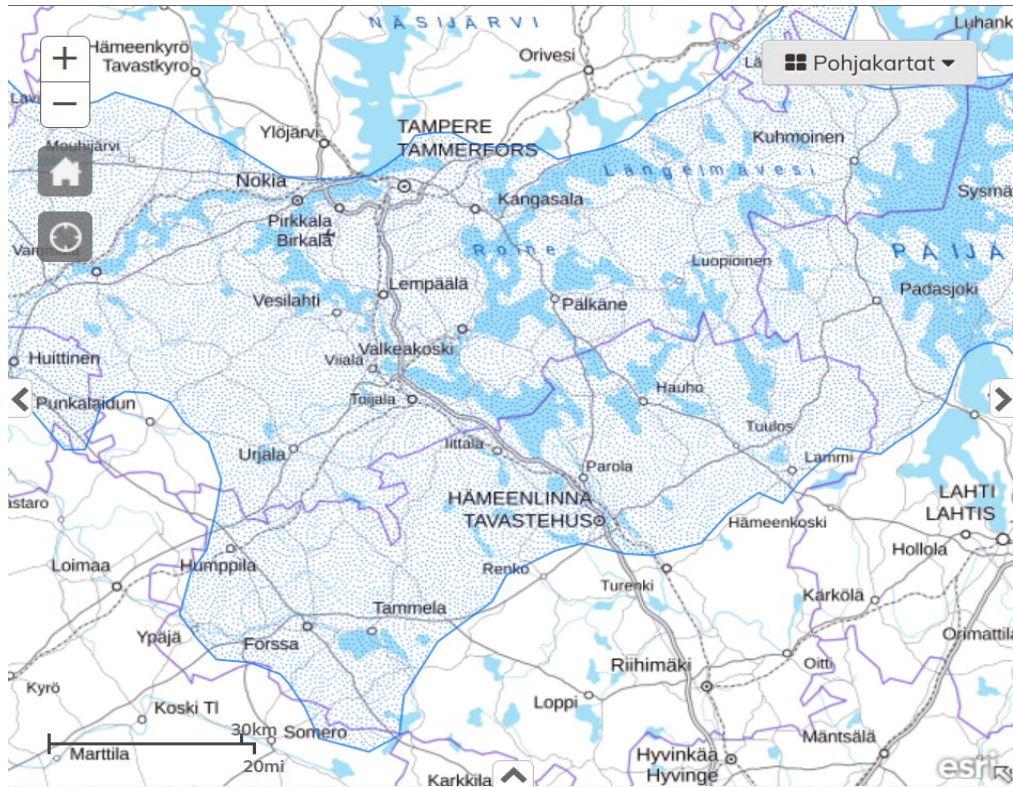 NÄSIJÄRVI
Luhank
Hämeenkyrö
Tavastkyro
Orivesi
Lä
Pohjakartat
+
−
Lavi
Ylöjärvi
TAMPERE
TAMMERFORS
Kuhmoinen
Mouhijärvi
Längelmävesi
Nokia
Kangasala
Sysmä
Pirkkala
Birkala
Roine
PÄIJÄ
Luopioinen
Lempäälä
Padasjoki
Vesilahti
Pälkäne
Valkeakoski
Viiala
Huittinen
Hauho
Toijala
Punkalaidun
Tuulos
Iittala
Urjala
Lammi
Parola
HÄMEENLINNA
TAVASTEHUS
LAHTI
LAHTIS
astaro
Hämeenkoski
Hollola
Loimaa
Humppila
Renko
Turenki
Kärkölä
Tammela
Ypäjä
Forssa
Orimattila
Riihimäki
Oitti
Kyrö
Loppi
Koski Tl
30km
Somero
Mäntsälä
Marttila
20mi
Hyvinkää
Hyvinge
Karkkila
esri